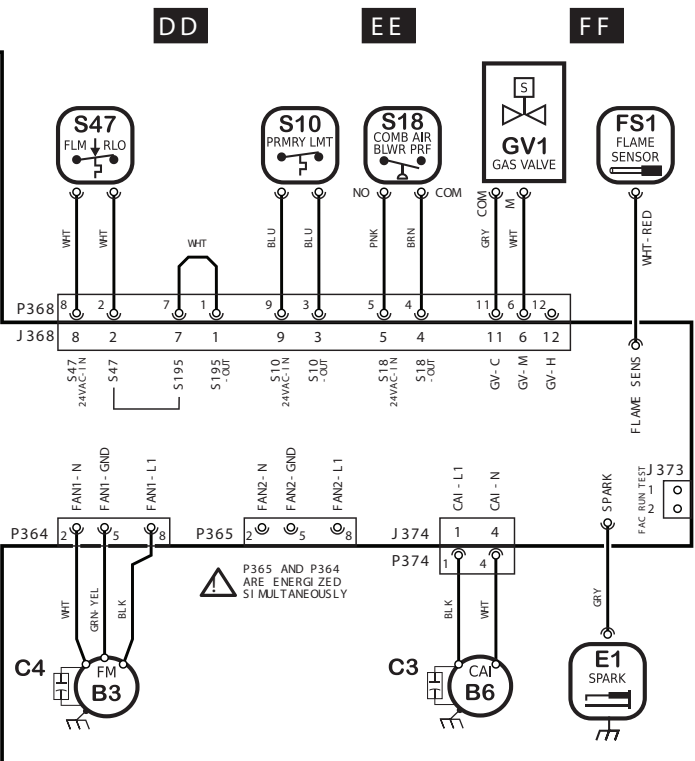 DD EE FF
S47
FLM RLO
S10
PRMRY LMT
S18
COMB AIR
BLWR PRF
S
GV1
GAS VALVE
FS1
FLAME
SENSOR
NO
COM
COM
M
WHT
WHT
WHT
BLU
BLU
PNK
BRN
GRY
WHT
WHT-RED
P368 8 2 7 1 9 3 5 4 11 6 12
J368 8 2 7 1 9 3 5 4 11 6 12
S47
24VAC-IN
S47
S195
S195
-OUT
S10
24VAC-IN
S10
-OUT
S18
24VAC-IN
S18
-OUT
GV-C
GV-M
GV-H
FLAME SENS
FAN1-N
FAN1-GND
FAN1-L1
FAN2-N
FAN2-GND
FAN2-L1
CAI-L1
CAI-N
SPARK
FAC RUN TEST
J373
1
2
P364 2 5 8
P365 2 5 8
J374 1 4
P374 1 4
P365 AND P364
ARE ENERGIZED
SIMULTANEOUSLY
WHT
GRN-YEL
BLK
BLK
WHT
GRY
C4
FM
B3
C3
CAI
B6
E1
SPARK